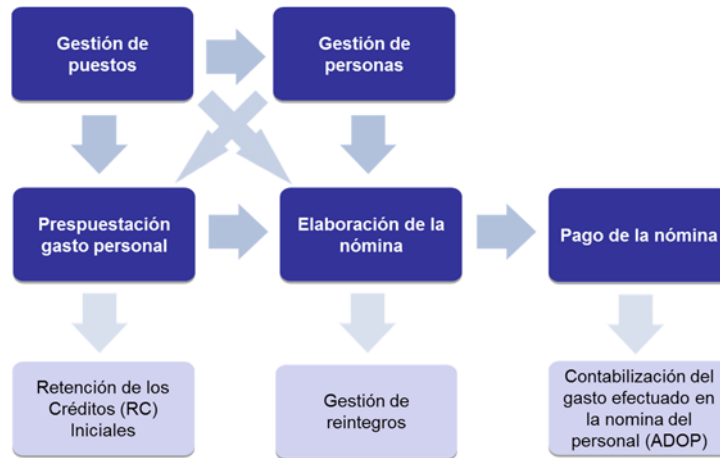 Gestión de
puestos
Gestión de
personas
Prespuestación
gasto personal
Elaboración de la
nómina
Pago de la nómina
Retención de los
Créditos (RC)
Iniciales
Gestión de
reintegros
Contabilización del
gasto efectuado en
la nomina del
personal (ADOP)